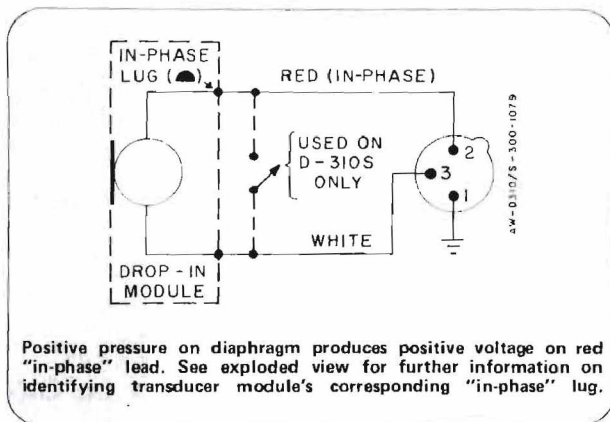 IN-PHASE
LUG ( )
RED (IN-PHASE)
USED ON
D-310S
ONLY
2
3
1
WHITE
DROP-IN
MODULE
AW-D310/S-300-1079
Positive pressure on diaphragm produces positive voltage on red
"in-phase" lead. See exploded view for further information on
identifying transducer module's corresponding "in-phase" lug.